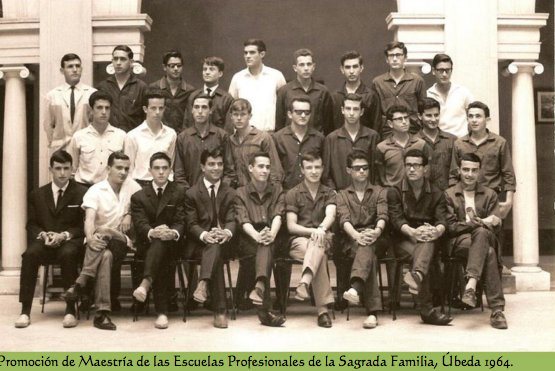 Promoción de Maestría de las Escuelas Profesionales de la Sagrada Familia, Úbeda 1964.